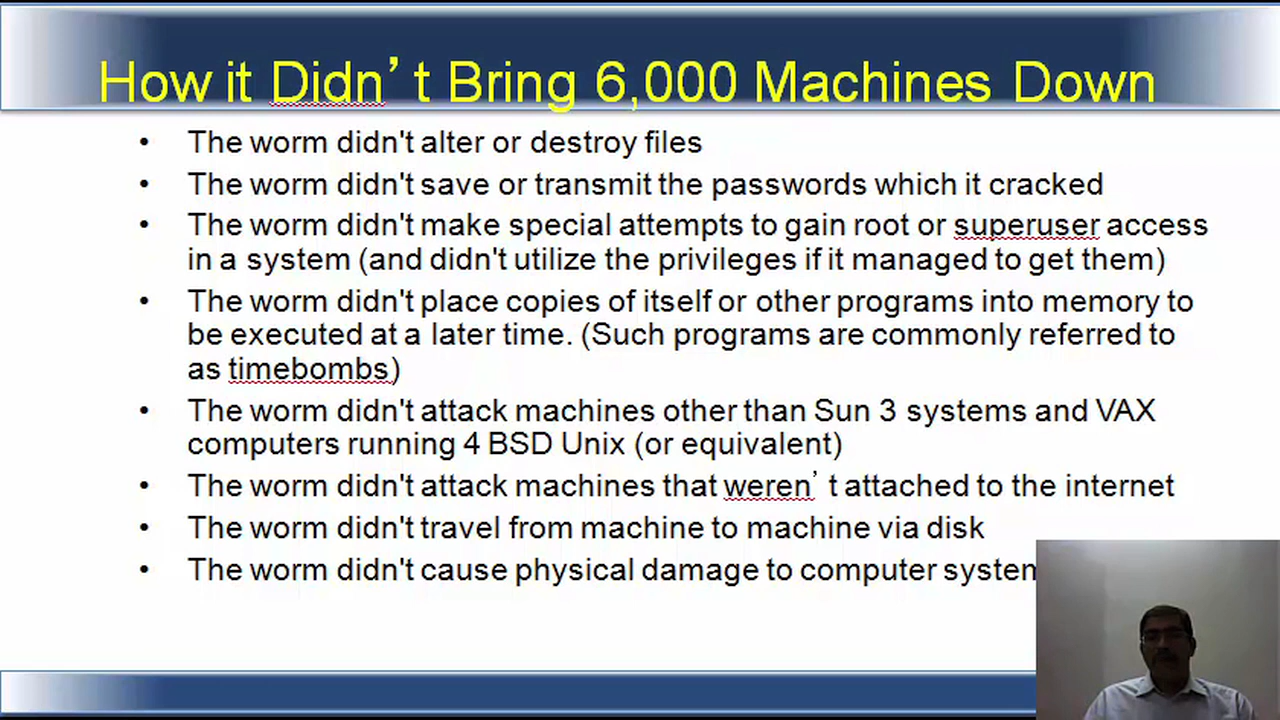 How it Didn’t Bring 6,000 Machines Down
• The worm didn't alter or destroy files
• The worm didn't save or transmit the passwords which it cracked
• The worm didn't make special attempts to gain root or superuser access
in a system (and didn't utilize the privileges if it managed to get them)
• The worm didn't place copies of itself or other programs into memory to
be executed at a later time. (Such programs are commonly referred to
as timebombs)
• The worm didn't attack machines other than Sun 3 systems and VAX
computers running 4 BSD Unix (or equivalent)
• The worm didn't attack machines that weren’t attached to the internet
• The worm didn't travel from machine to machine via disk
• The worm didn't cause physical damage to computer system